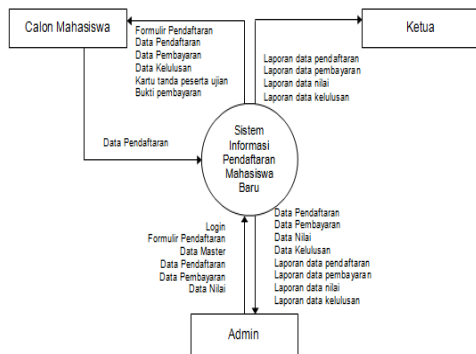 Calon Mahasiswa
Formulir Pendaftaran
Data Pendaftaran
Data Pembayaran
Data Kelulusan
Kartu tanda peserta ujian
Bukti pembayaran
Ketua
Laporan data pendaftaran
Laporan data pembayaran
Laporan data nilai
Laporan data kelulusan
Data Pendaftaran
Sistem
Informasi
Pendaftaran
Mahasiswa
Baru
Login
Formulir Pendaftaran
Data Master
Data Pendaftaran
Data Pembayaran
Data Nilai
Data Pendaftaran
Data Pembayaran
Data Nilai
Data Kelulusan
Laporan data pendaftaran
Laporan data pembayaran
Laporan data nilai
Laporan data kelulusan
Admin